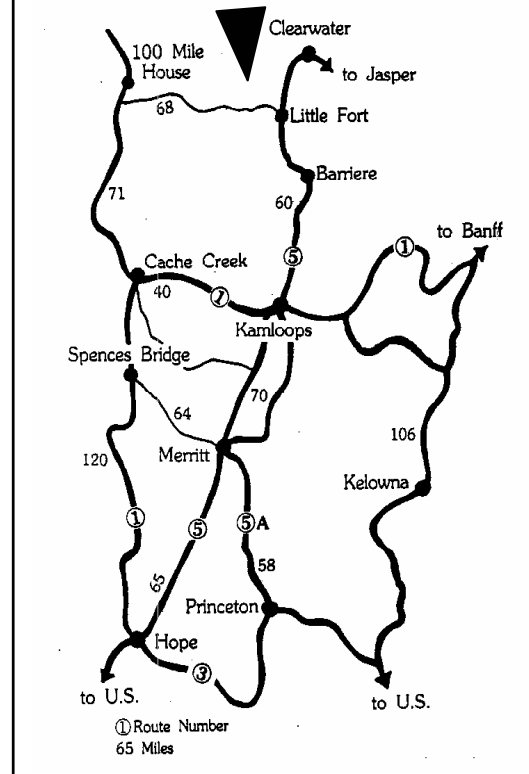 Clearwater
100 Mile
House
to Jasper
68
Little Fort
Barriere
71
60
to Banff
1
5
Cache Creek
40
1
Kamloops
Spences Bridge
70
64
106
Merritt
120
Kelowna
1
5
5A
58
65
Princeton
Hope
3
to U.S.
to U.S.
1 Route Number
65 Miles